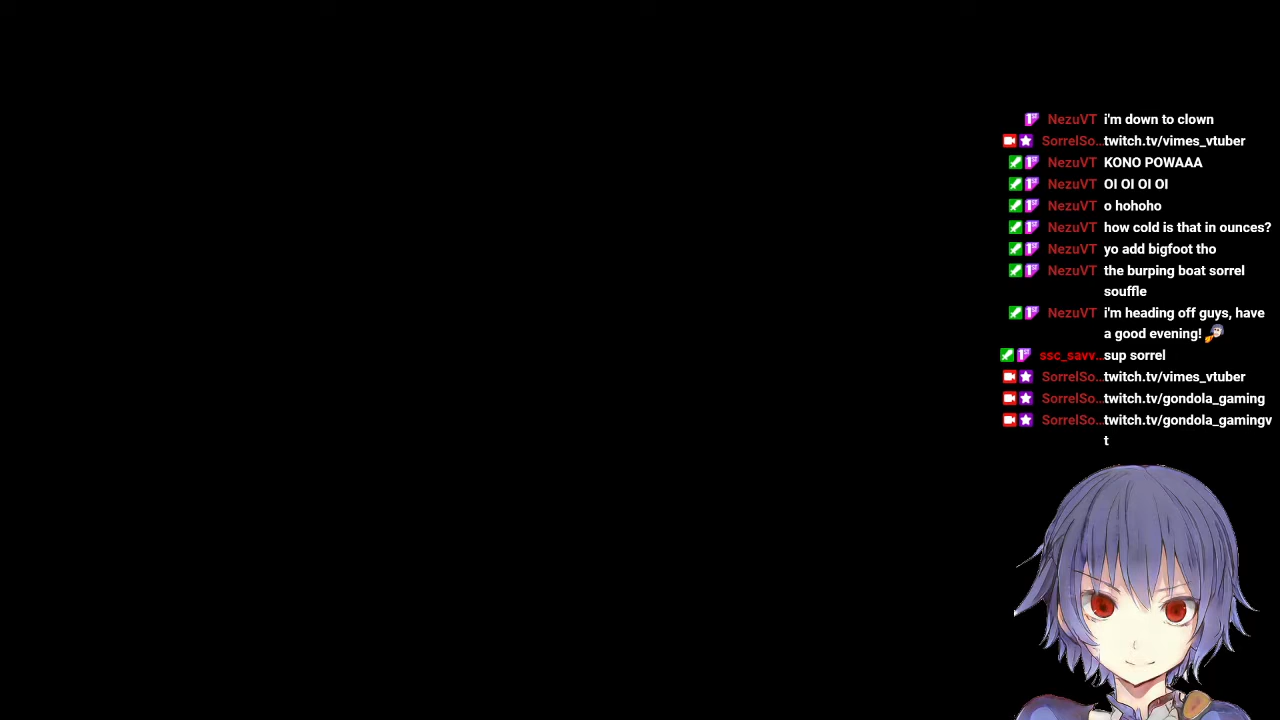 NezuVT i'm down to clown
SorrelSo... twitch.tv/vimes_vtuber
NezuVT KONO POWAAA
NezuVT OI OI OI OI
NezuVT o hohoho
NezuVT how cold is that in ounces?
NezuVT yo add bigfoot tho
NezuVT the burping boat sorrel
souffle
NezuVT i'm heading off guys, have
a good evening!
ssc_savv... sup sorrel
SorrelSo... twitch.tv/vimes_vtuber
SorrelSo... twitch.tv/gondola_gaming
SorrelSo... twitch.tv/gondola_gamingv
t